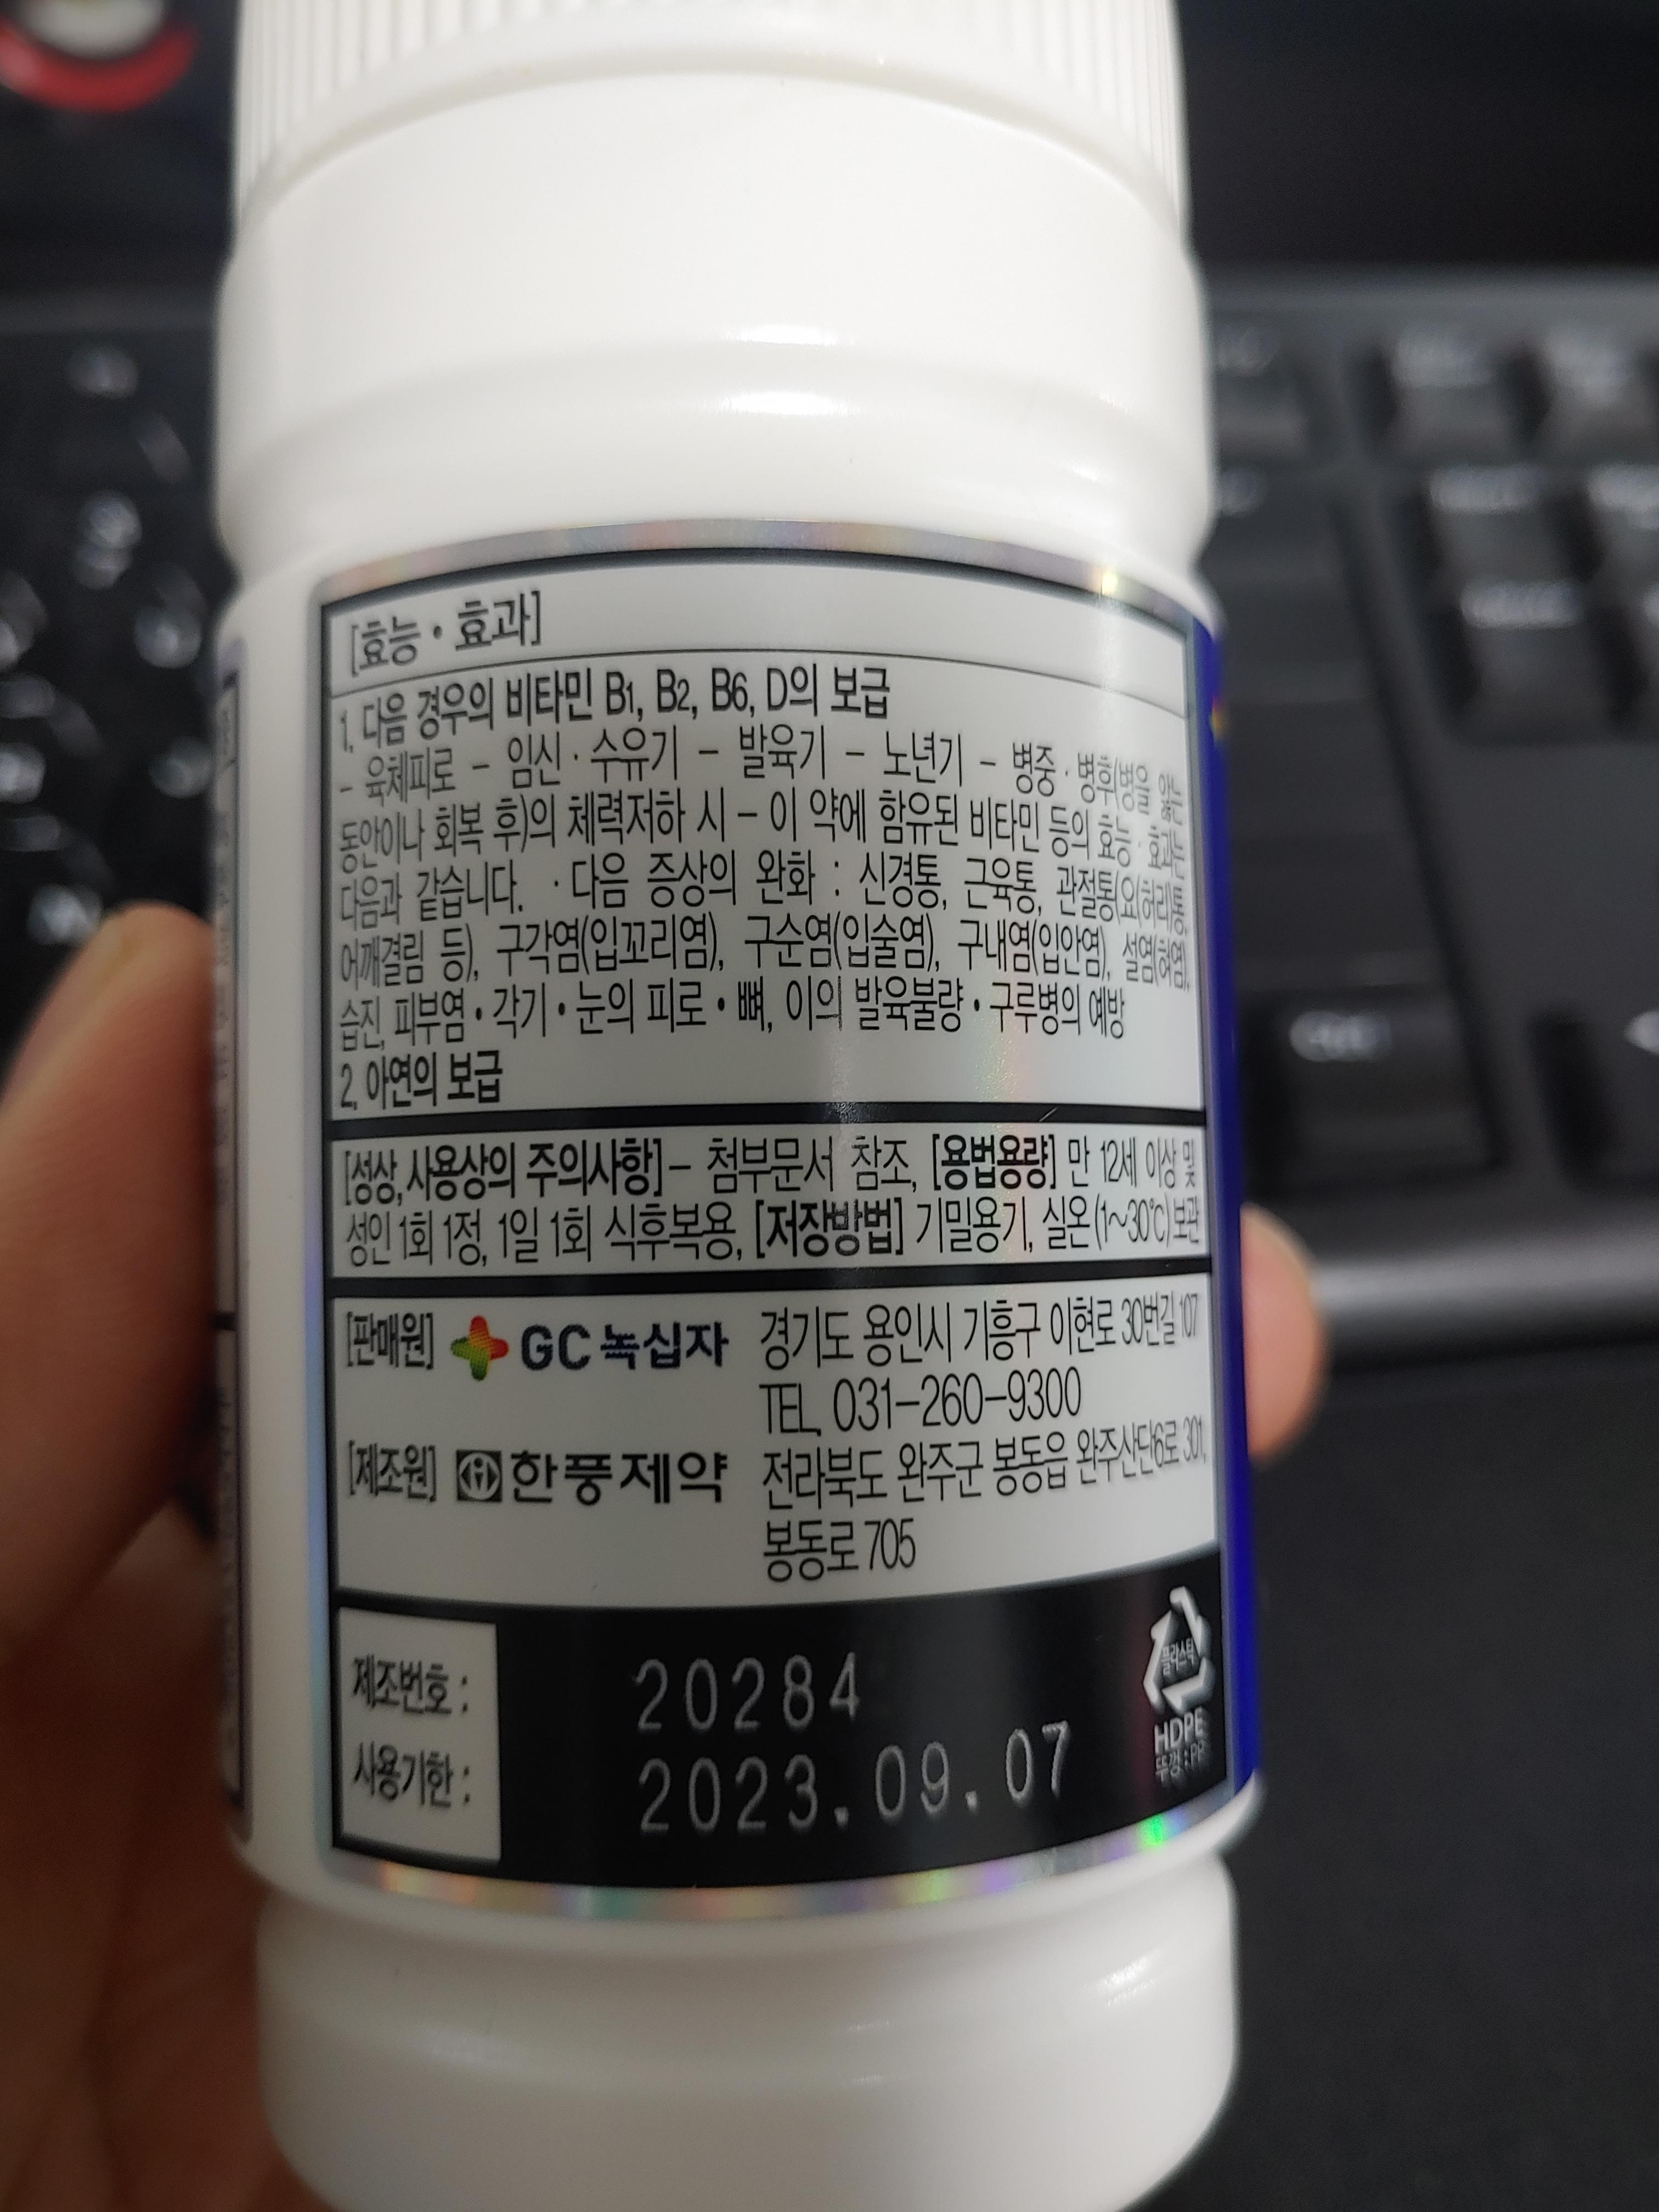 [효능 • 효과]
1. 다음 경우의 비타민 B1, B2, B6, D의 보급
- 육체피로 - 임신 · 수유기 - 발육기 - 노년기 - 병중 · 병후(병을 앓는
동안이나 회복 후)의 체력저하 시 - 이 약에 함유된 비타민 등의 효능 · 효과는
다음과 같습니다. · 다음 증상의 완화 : 신경통, 근육통, 관절통(요(허리)통,
어깨결림 등), 구각염(입꼬리염), 구순염(입술염), 구내염(입안염), 설염(혀염),
습진, 피부염 • 각기 • 눈의 피로 • 뼈, 이의 발육불량 • 구루병의 예방
2. 아연의 보급
[성상, 사용상의 주의사항] - 첨부문서 참조, [용법용량] 만 12세 이상 및
성인 1회 1정, 1일 1회 식후복용, [저장방법] 기밀용기, 실온(1~30℃)보관
[판매원] GC 녹십자 경기도 용인시 기흥구 이현로 30번길 107
TEL. 031-260-9300
[제조원] 한풍제약 전라북도 완주군 봉동읍 완주산단6로 301,
봉동로 705
제조번호 : 20284
사용기한 : 2023.09.07
플라스틱
HDPE
뚜껑:PP